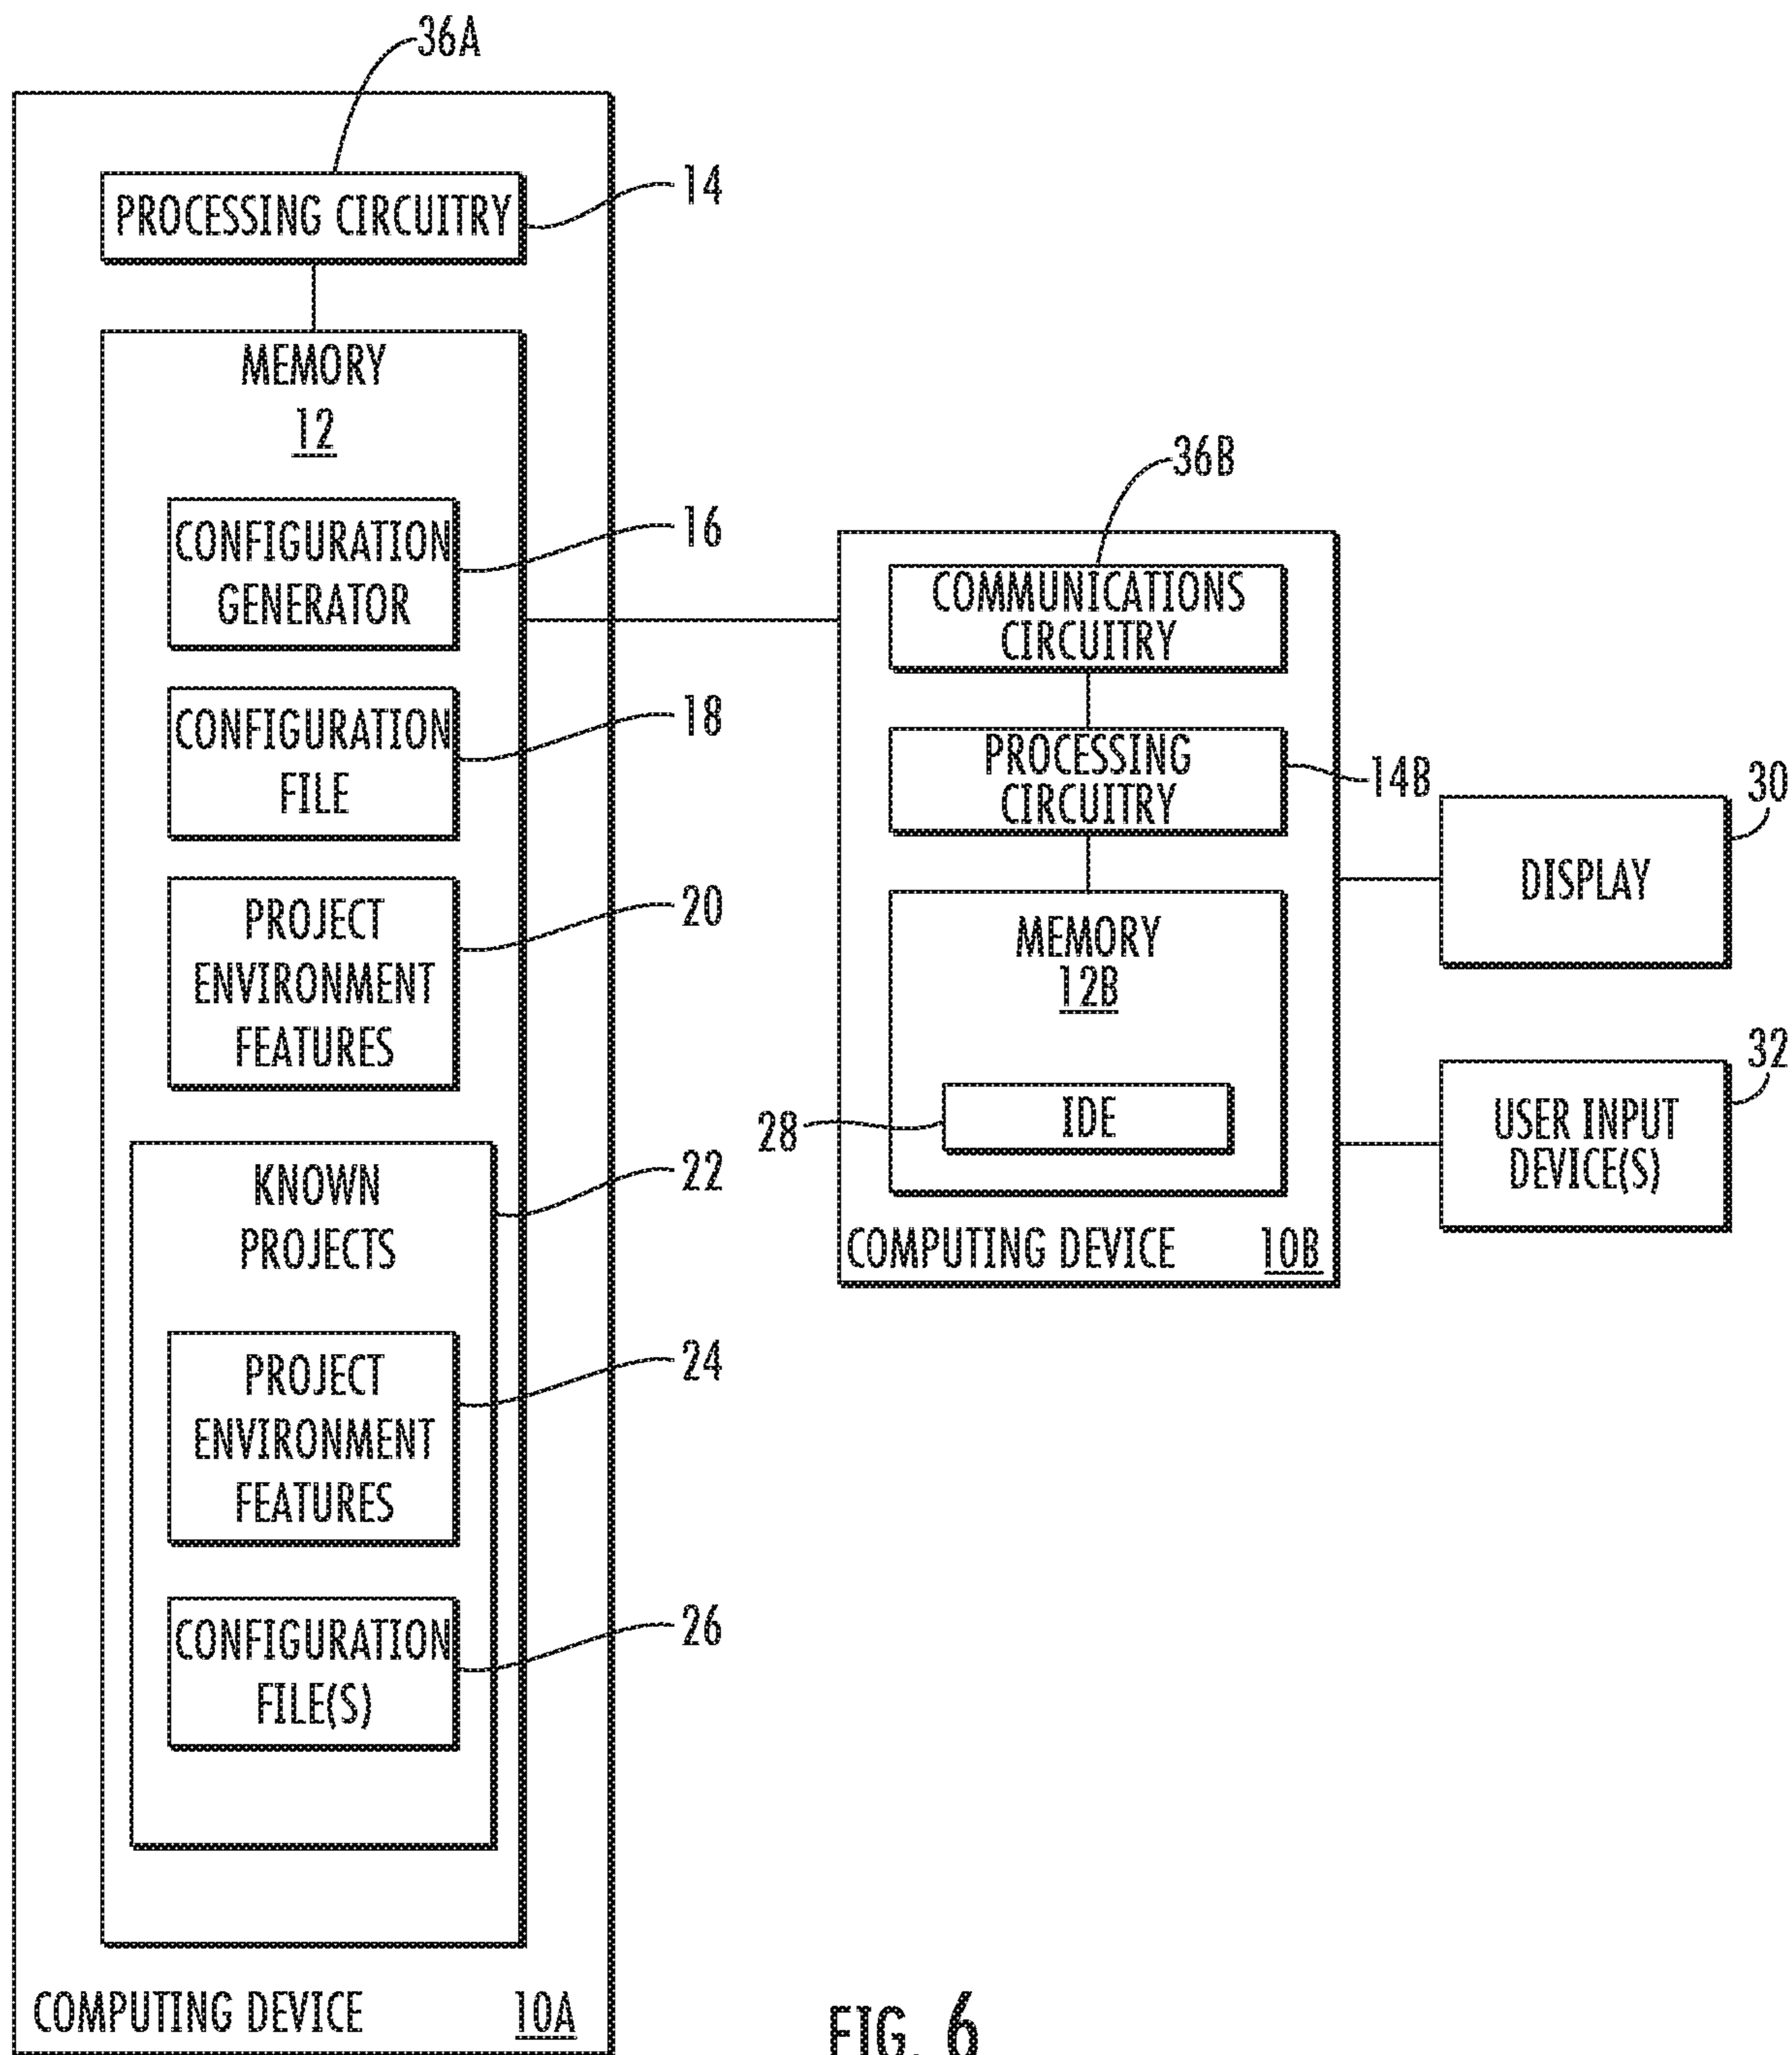 36A
PROCESSING CIRCUITRY
14
MEMORY
12
CONFIGURATION
GENERATOR
16
CONFIGURATION
FILE
18
PROJECT
ENVIRONMENT
FEATURES
20
KNOWN
PROJECTS
22
PROJECT
ENVIRONMENT
FEATURES
24
CONFIGURATION
FILE(S)
26
COMPUTING DEVICE 10A
36B
COMMUNICATIONS
CIRCUITRY
PROCESSING
CIRCUITRY
14B
MEMORY
12B
28
IDE
COMPUTING DEVICE 10B
30
DISPLAY
32
USER INPUT
DEVICE(S)
FIG. 6